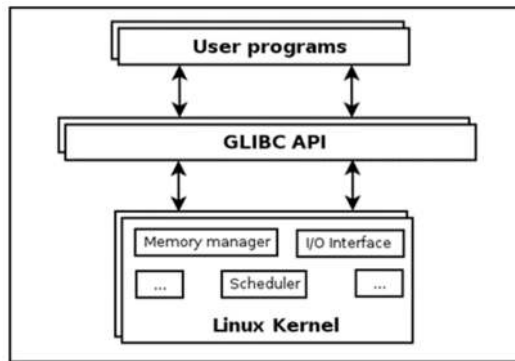 User programs
GLIBC API
Memory manager
I/O Interface
...
Scheduler
...
Linux Kernel